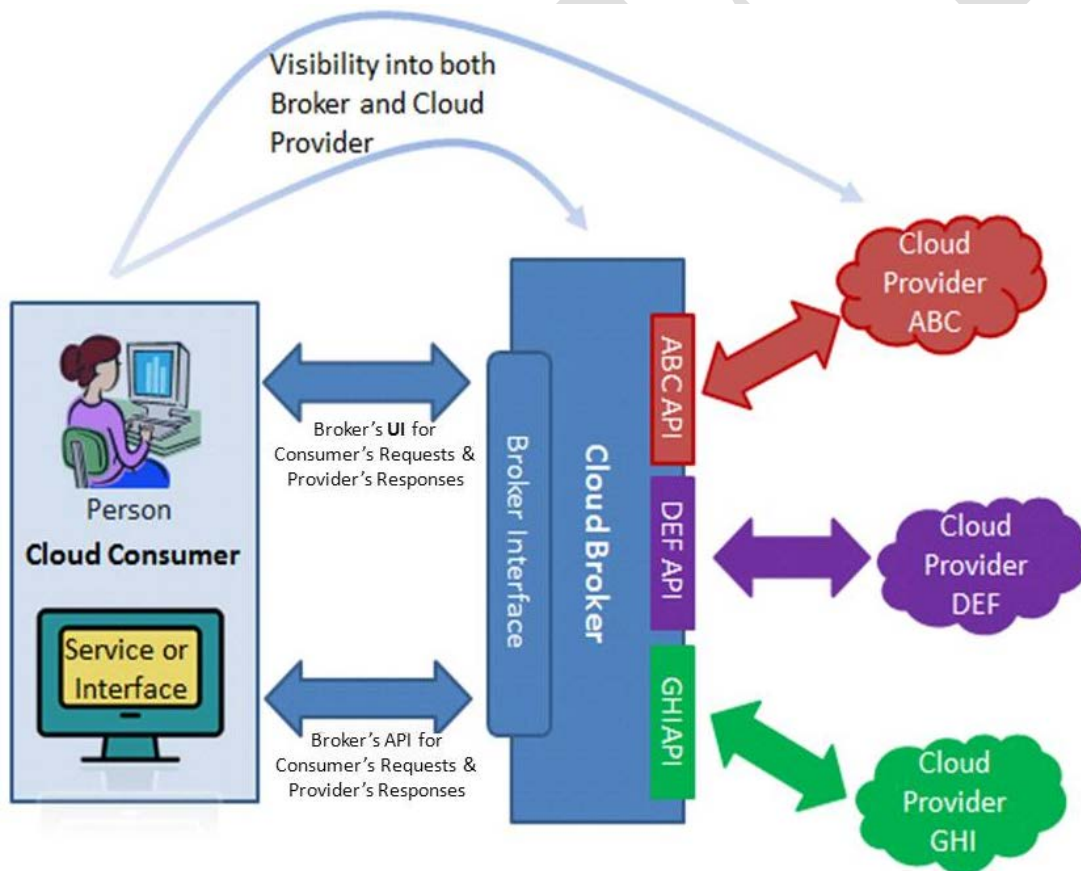 Visibility into both
Broker and Cloud
Provider
Person
Cloud Consumer
Service or
Interface
Broker's UI for
Consumer's Requests &
Provider's Responses
Broker's API for
Consumer's Requests &
Provider's Responses
Broker Interface
Cloud Broker
ABC API
DEF API
GHI API
Cloud
Provider
ABC
Cloud
Provider
DEF
Cloud
Provider
GHI